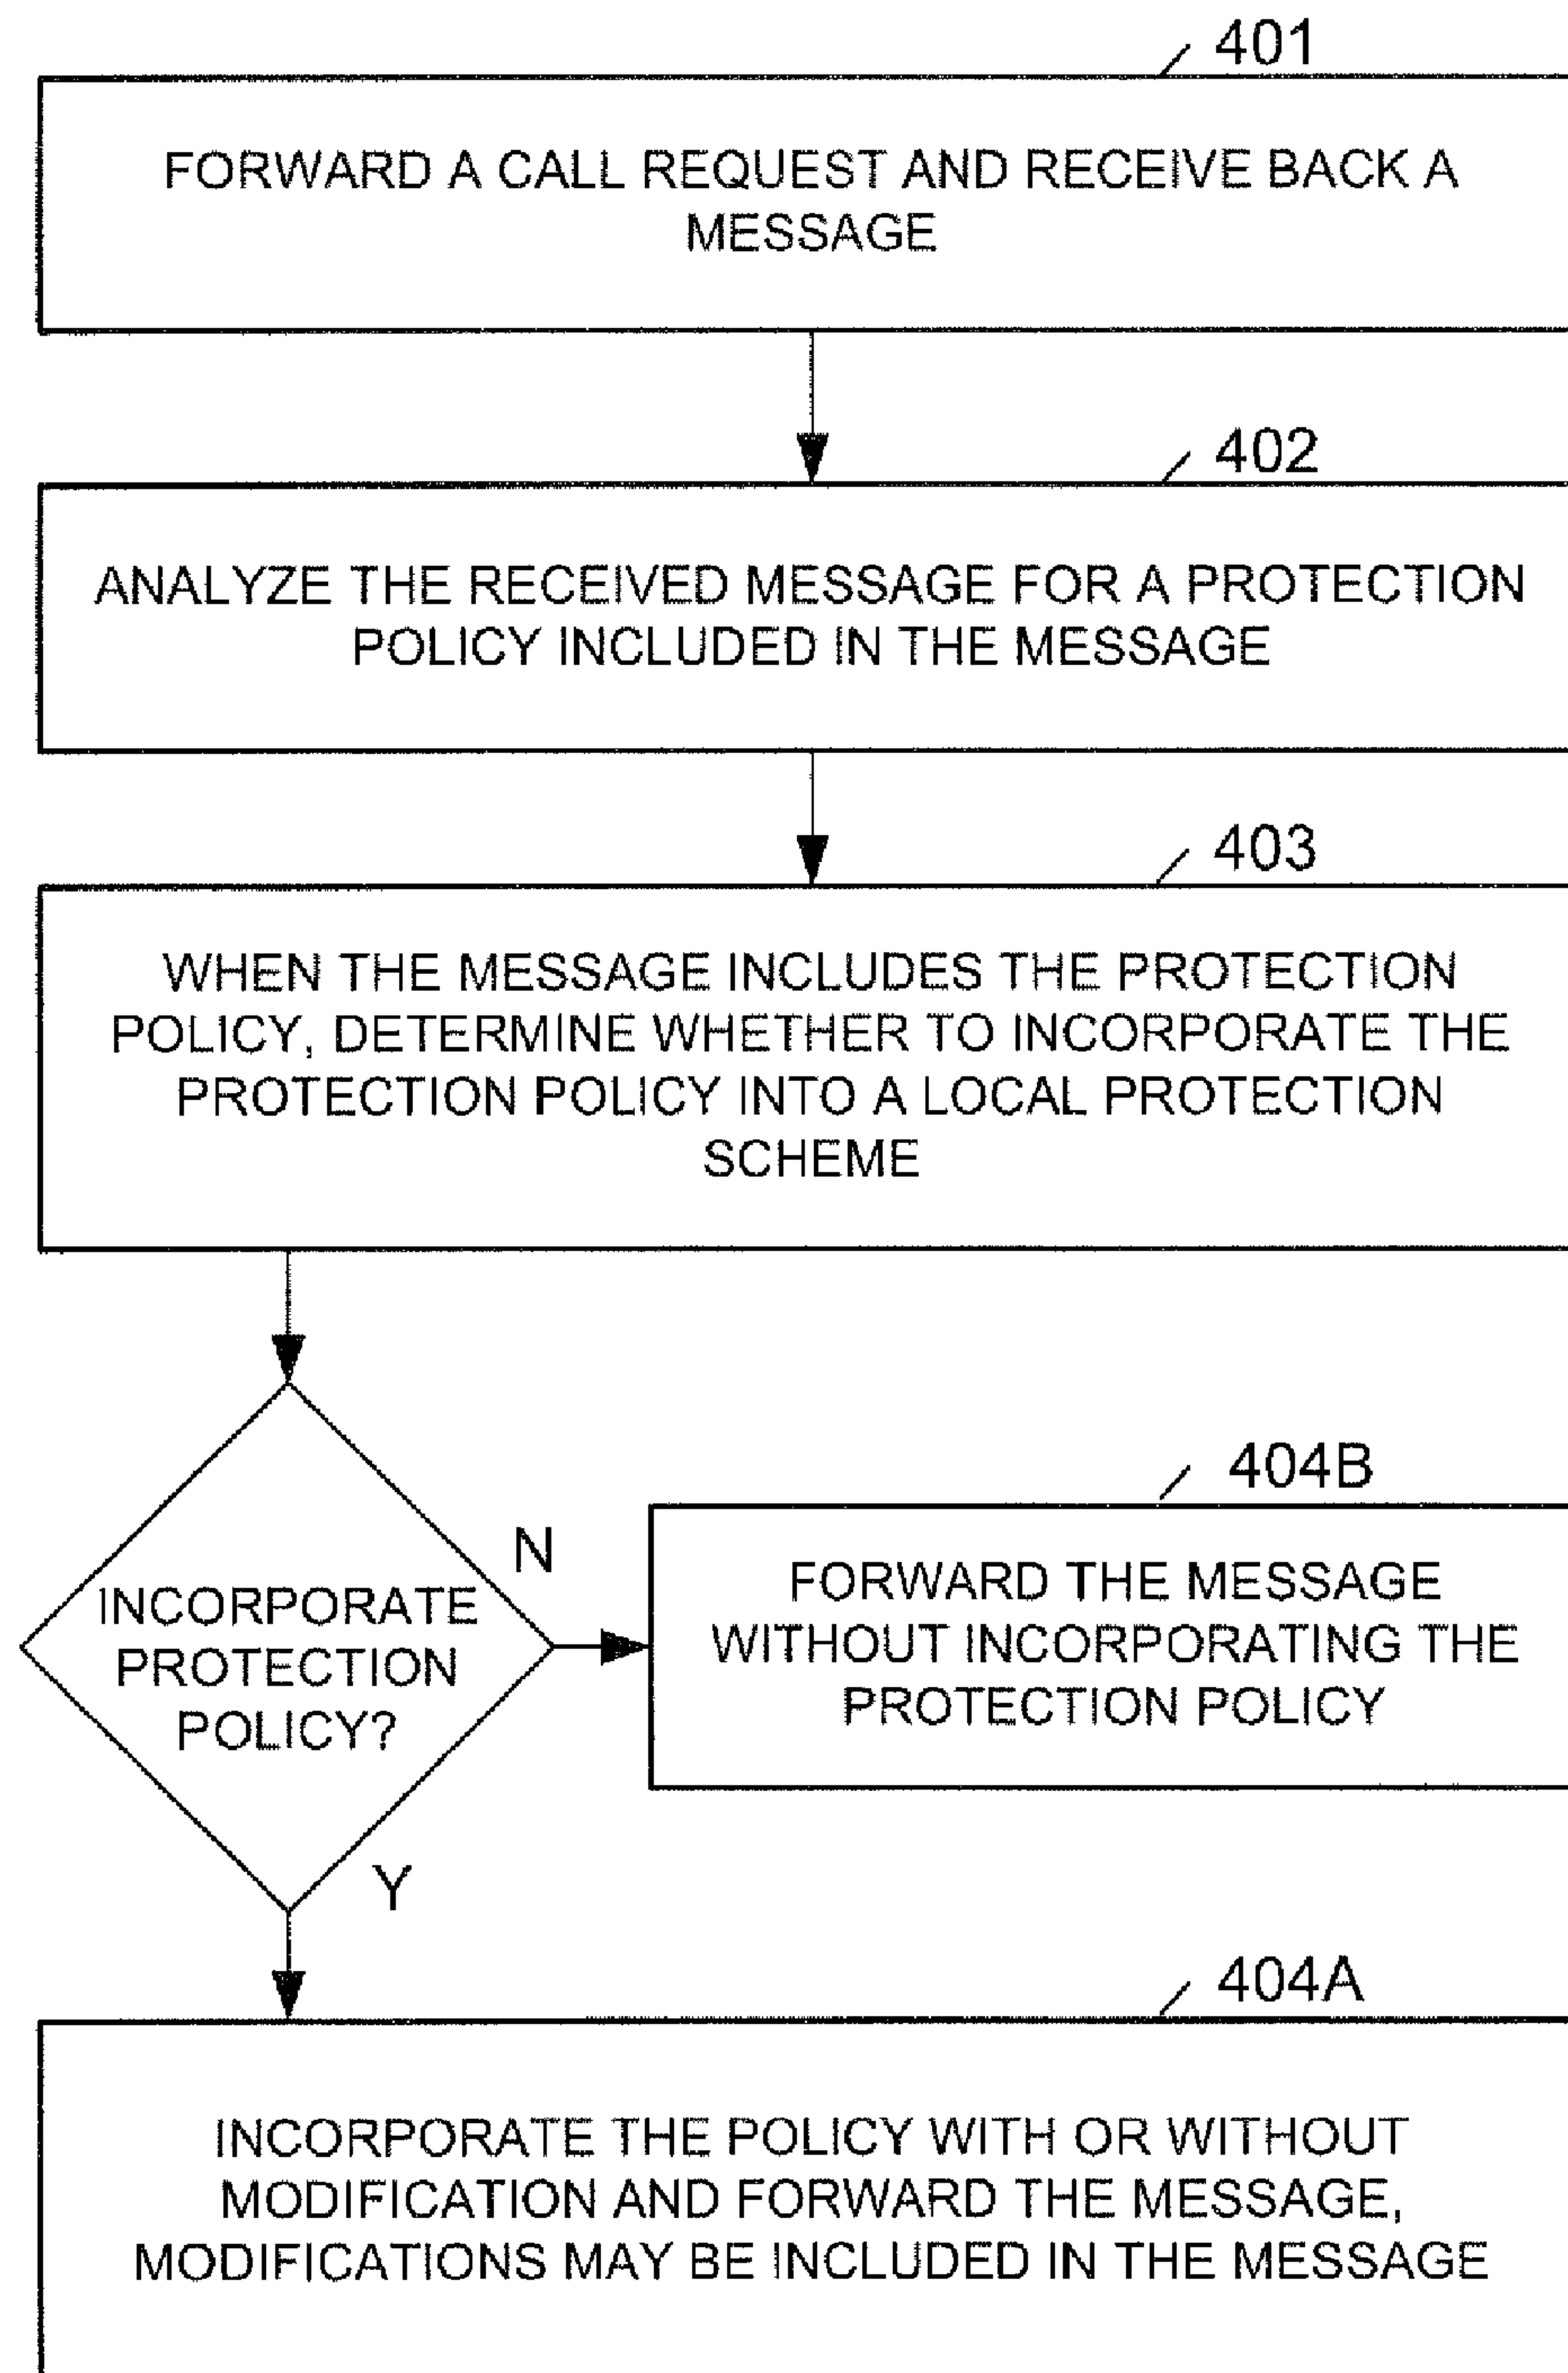 401
FORWARD A CALL REQUEST AND RECEIVE BACK A
MESSAGE
402
ANALYZE THE RECEIVED MESSAGE FOR A PROTECTION
POLICY INCLUDED IN THE MESSAGE
403
WHEN THE MESSAGE INCLUDES THE PROTECTION
POLICY, DETERMINE WHETHER TO INCORPORATE THE
PROTECTION POLICY INTO A LOCAL PROTECTION
SCHEME
INCORPORATE
PROTECTION
POLICY?
N
404B
FORWARD THE MESSAGE
WITHOUT INCORPORATING THE
PROTECTION POLICY
Y
404A
INCORPORATE THE POLICY WITH OR WITHOUT
MODIFICATION AND FORWARD THE MESSAGE,
MODIFICATIONS MAY BE INCLUDED IN THE MESSAGE